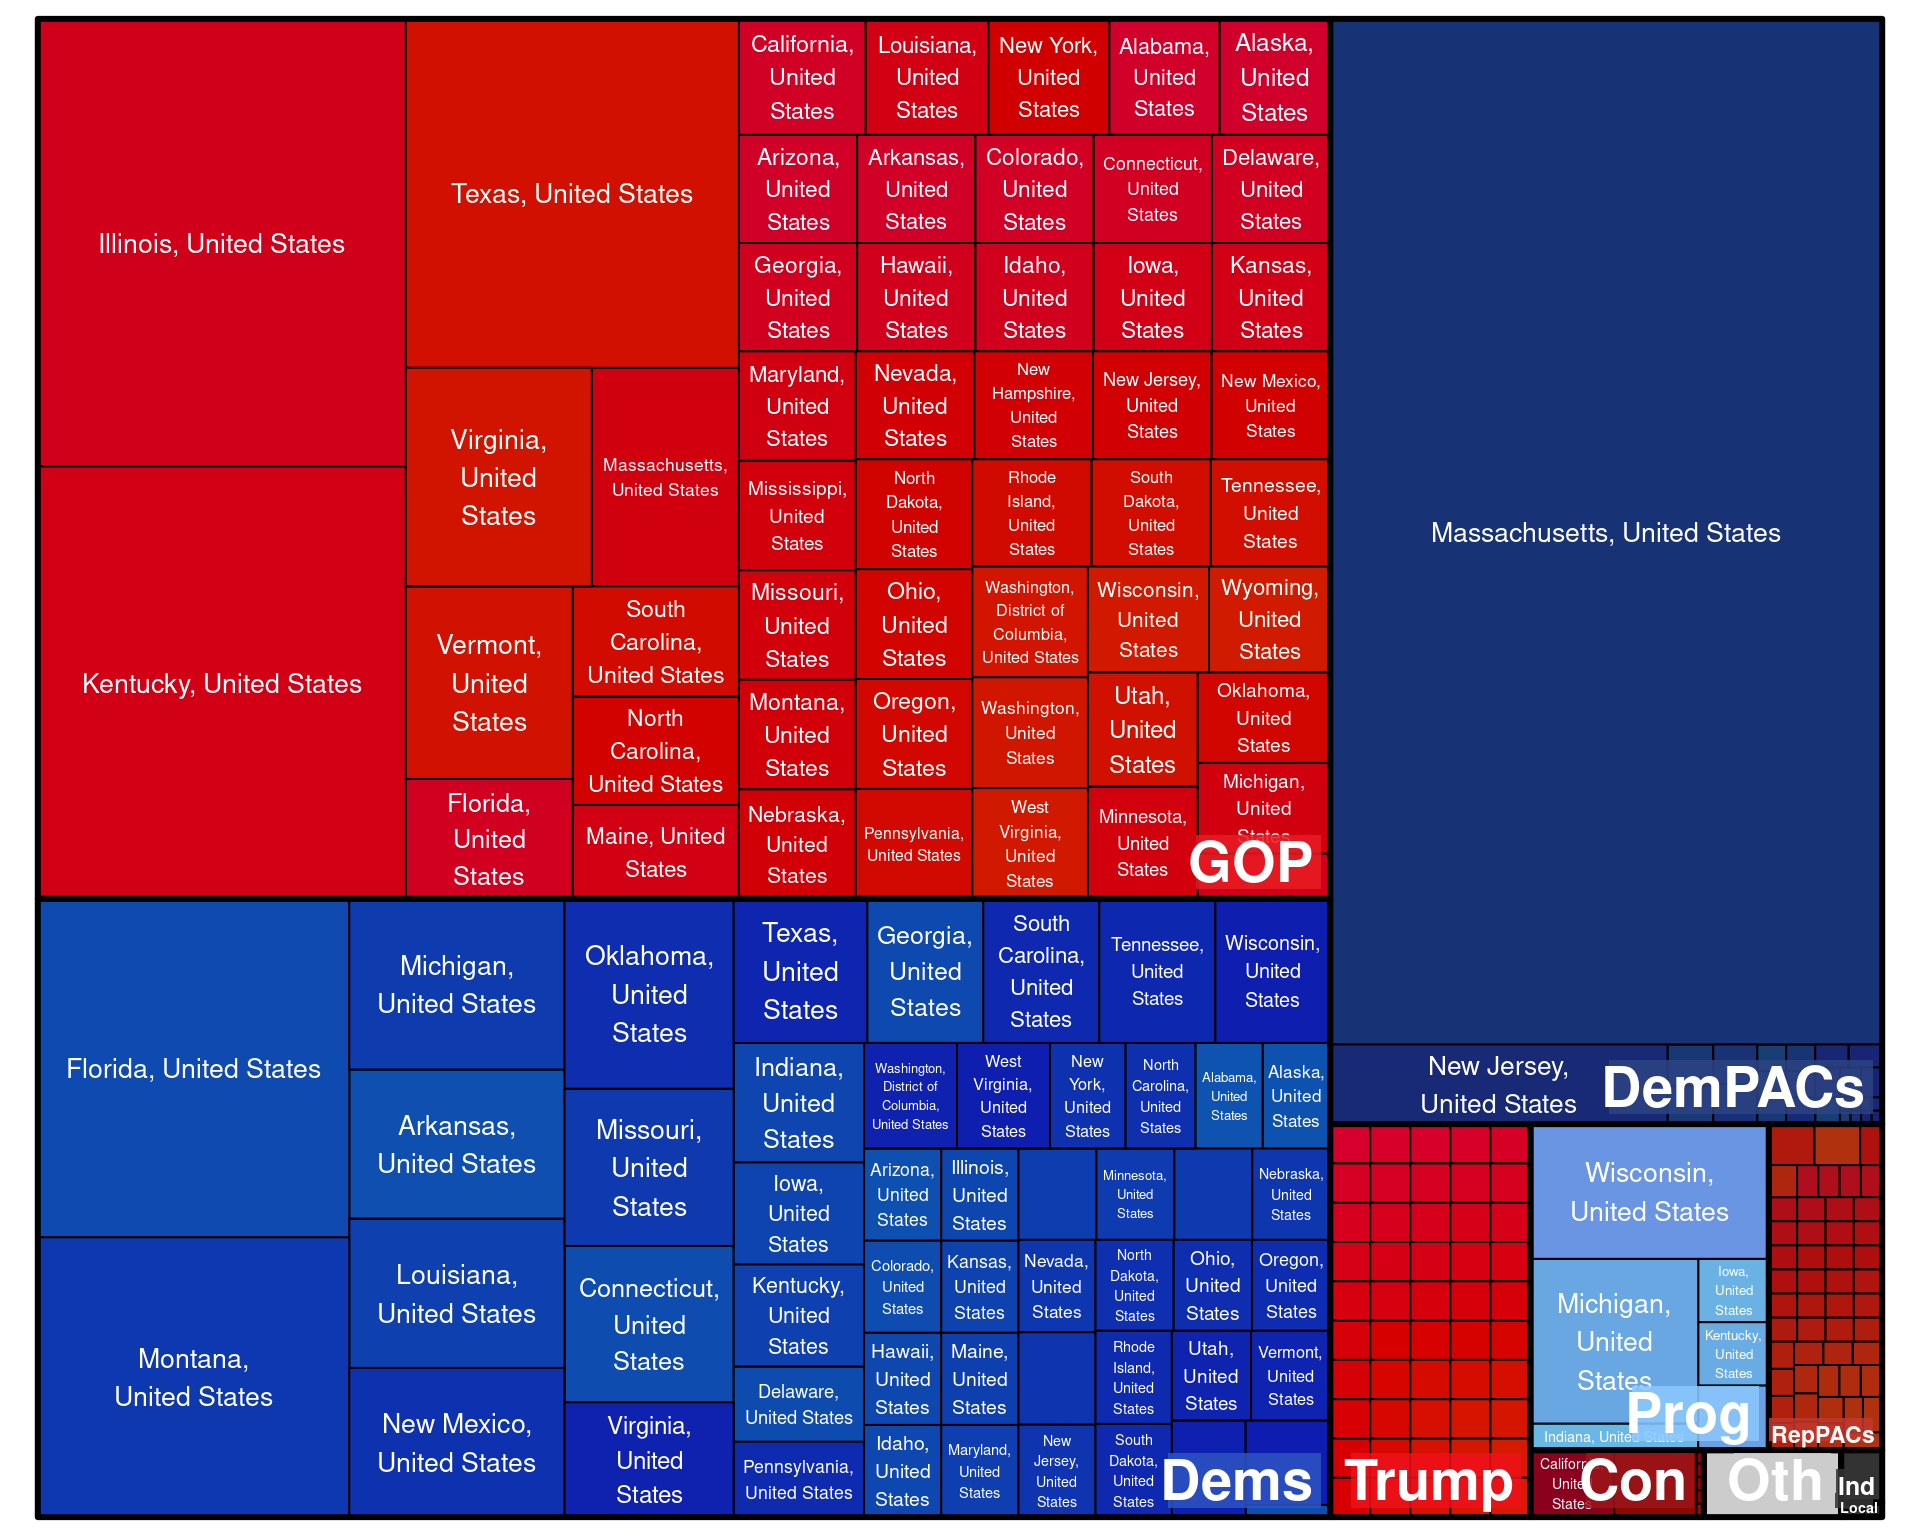 Illinois, United States
Kentucky, United States
Texas, United States
Virginia,
United
States
Massachusetts,
United States
Vermont,
United
States
South
Carolina,
United States
North
Carolina,
United States
Florida,
United
States
Maine, United
States
California,
United
States
Louisiana,
United
States
New York,
United
States
Alabama,
United
States
Alaska,
United
States
Arizona,
United
States
Arkansas,
United
States
Colorado,
United
States
Connecticut,
United
States
Delaware,
United
States
Georgia,
United
States
Hawaii,
United
States
Idaho,
United
States
Iowa,
United
States
Kansas,
United
States
Maryland,
United
States
Nevada,
United
States
New
Hampshire,
United
States
New Jersey,
United
States
New Mexico,
United
States
Mississippi,
United
States
North
Dakota,
United
States
Rhode
Island,
United
States
South
Dakota,
United
States
Tennessee,
United
States
Missouri,
United
States
Ohio,
United
States
Washington,
District of
Columbia,
United States
Wisconsin,
United
States
Wyoming,
United
States
Montana,
United
States
Oregon,
United
States
Washington,
United
States
Utah,
United
States
Oklahoma,
United
States
Nebraska,
United
States
Pennsylvania,
United States
West
Virginia,
United
States
Minnesota,
United
States
Michigan,
United
States
GOP
Massachusetts, United States
New Jersey,
United States
DemPACs
Florida, United States
Montana,
United States
Michigan,
United States
Arkansas,
United States
Louisiana,
United States
New Mexico,
United States
Oklahoma,
United
States
Missouri,
United
States
Connecticut,
United
States
Virginia,
United
States
Texas,
United
States
Georgia,
United
States
South
Carolina,
United
States
Tennessee,
United
States
Wisconsin,
United
States
Indiana,
United
States
Washington,
District of
Columbia,
United States
West
Virginia,
United
States
New
York,
United
States
North
Carolina,
United
States
Alabama,
United
States
Alaska,
United
States
Iowa,
United
States
Arizona,
United
States
Illinois,
United
States
Minnesota,
United
States
Nebraska,
United
States
Kentucky,
United
States
Colorado,
United
States
Kansas,
United
States
Nevada,
United
States
North
Dakota,
United
States
Ohio,
United
States
Oregon,
United
States
Delaware,
United States
Hawaii,
United
States
Maine,
United
States
Rhode
Island,
United
States
Utah,
United
States
Vermont,
United
States
Pennsylvania,
United States
Idaho,
United
States
Maryland,
United
States
New
Jersey,
United
States
South
Dakota,
United
States
Dems
Trump
Wisconsin,
United States
Michigan,
United
States
Iowa,
United
States
Kentucky,
United
States
Indiana, United States
Prog
RepPACs
California,
United
States
Con
Oth
Ind
Local